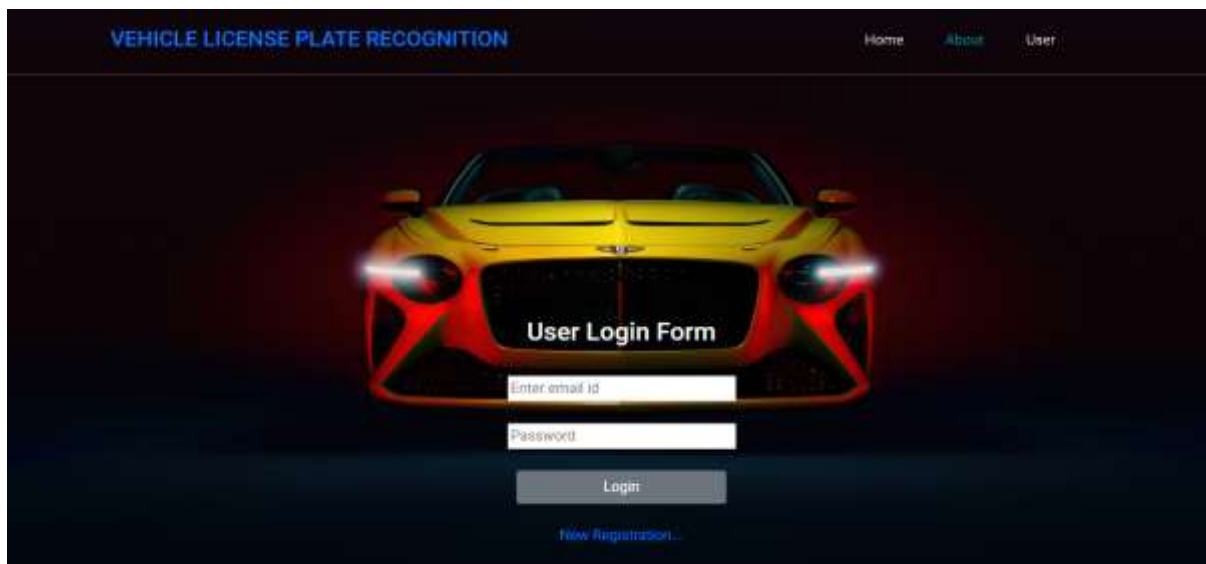 VEHICLE LICENSE PLATE RECOGNITION
Home About User
User Login Form
Enter email id
Password
Login
New Registration...